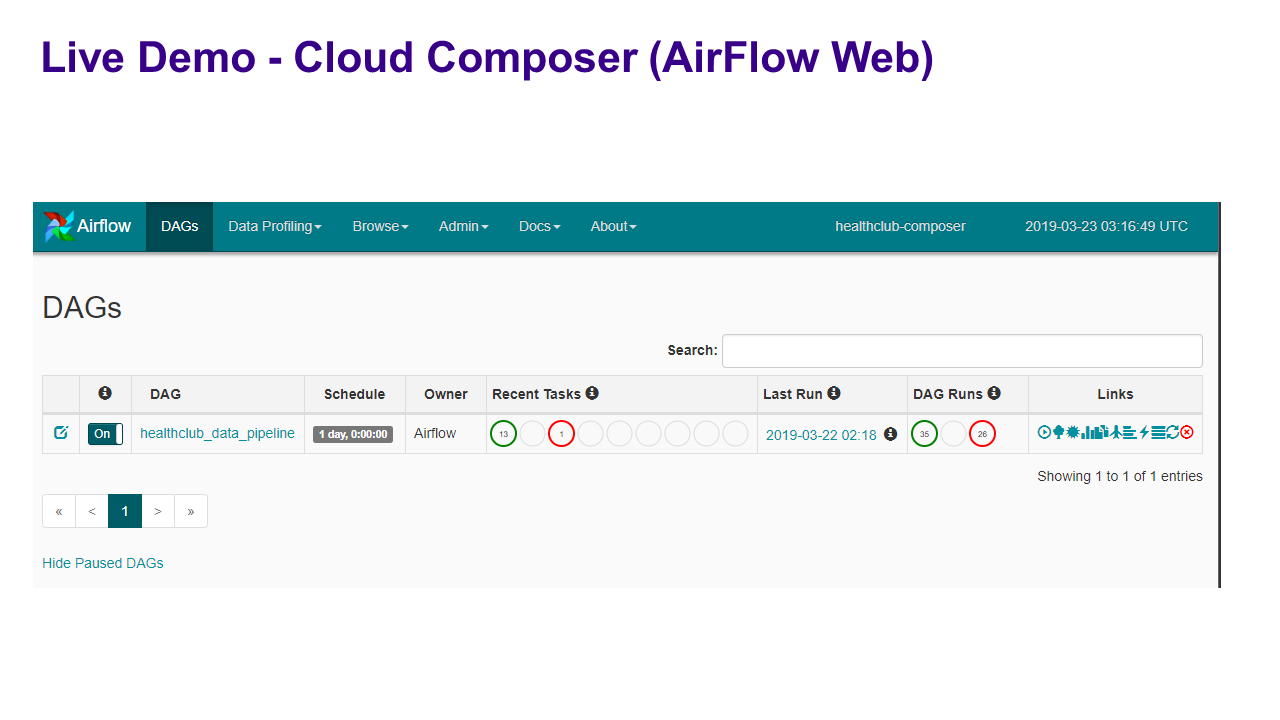 Live Demo - Cloud Composer (AirFlow Web)
Airflow DAGs Data Profiling Browse Admin Docs About healthclub-composer 2019-03-23 03:16:49 UTC
DAGs
Search:
DAG Schedule Owner Recent Tasks Last Run DAG Runs Links
On healthclub_data_pipeline 1 day, 0:00:00 Airflow 13 1 2019-03-22 02:18 35 26
Showing 1 to 1 of 1 entries
« < 1 > »
Hide Paused DAGs